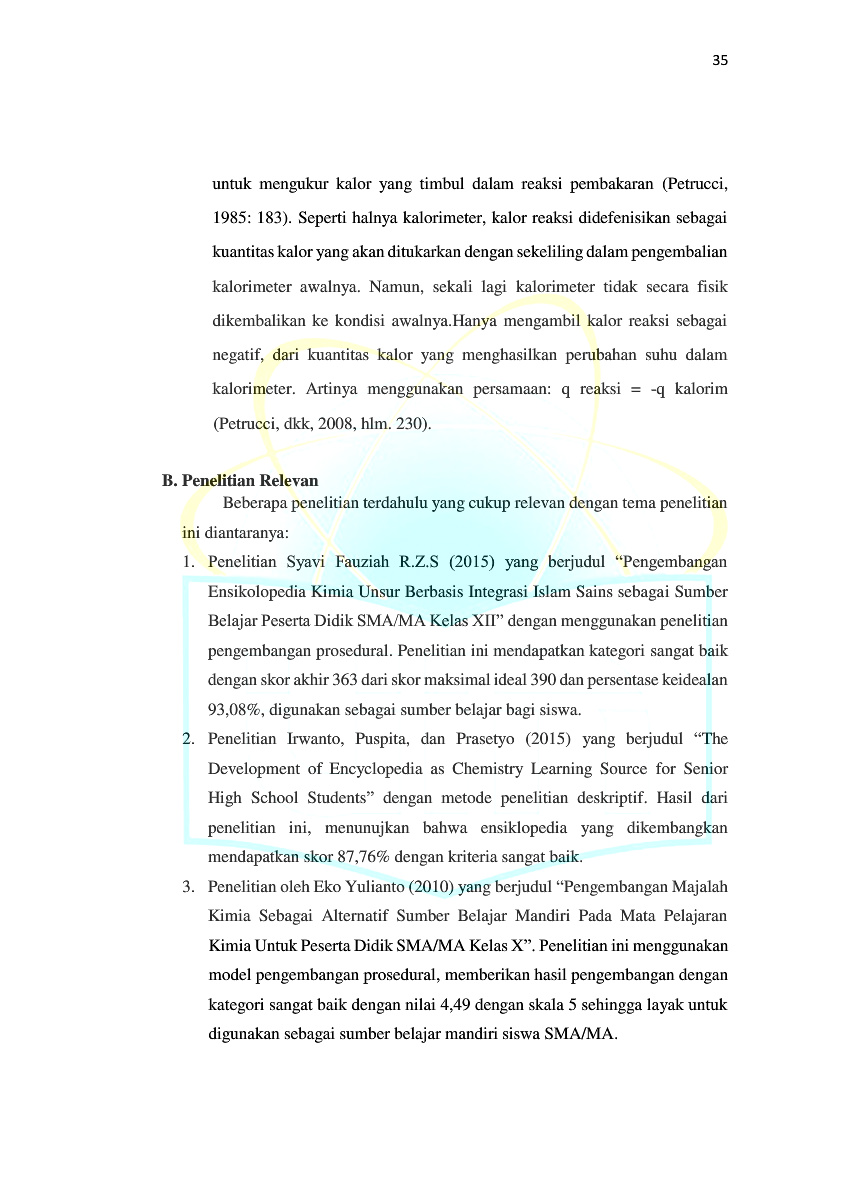 35
untuk mengukur kalor yang timbul dalam reaksi pembakaran (Petrucci,
1985: 183). Seperti halnya kalorimeter, kalor reaksi didefenisikan sebagai
kuantitas kalor yang akan ditukarkan dengan sekeliling dalam pengembalian
kalorimeter awalnya. Namun, sekali lagi kalorimeter tidak secara fisik
dikembalikan ke kondisi awalnya.Hanya mengambil kalor reaksi sebagai
negatif, dari kuantitas kalor yang menghasilkan perubahan suhu dalam
kalorimeter. Artinya menggunakan persamaan: q reaksi = -q kalorim
(Petrucci, dkk, 2008, hlm. 230).
B. Penelitian Relevan
Beberapa penelitian terdahulu yang cukup relevan dengan tema penelitian
ini diantaranya:
1. Penelitian Syavi Fauziah R.Z.S (2015) yang berjudul “Pengembangan
Ensikolopedia Kimia Unsur Berbasis Integrasi Islam Sains sebagai Sumber
Belajar Peserta Didik SMA/MA Kelas XII” dengan menggunakan penelitian
pengembangan prosedural. Penelitian ini mendapatkan kategori sangat baik
dengan skor akhir 363 dari skor maksimal ideal 390 dan persentase keidealan
93,08%, digunakan sebagai sumber belajar bagi siswa.
2. Penelitian Irwanto, Puspita, dan Prasetyo (2015) yang berjudul “The
Development of Encyclopedia as Chemistry Learning Source for Senior
High School Students” dengan metode penelitian deskriptif. Hasil dari
penelitian ini, menunujkan bahwa ensiklopedia yang dikembangkan
mendapatkan skor 87,76% dengan kriteria sangat baik.
3. Penelitian oleh Eko Yulianto (2010) yang berjudul “Pengembangan Majalah
Kimia Sebagai Alternatif Sumber Belajar Mandiri Pada Mata Pelajaran
Kimia Untuk Peserta Didik SMA/MA Kelas X”. Penelitian ini menggunakan
model pengembangan prosedural, memberikan hasil pengembangan dengan
kategori sangat baik dengan nilai 4,49 dengan skala 5 sehingga layak untuk
digunakan sebagai sumber belajar mandiri siswa SMA/MA.